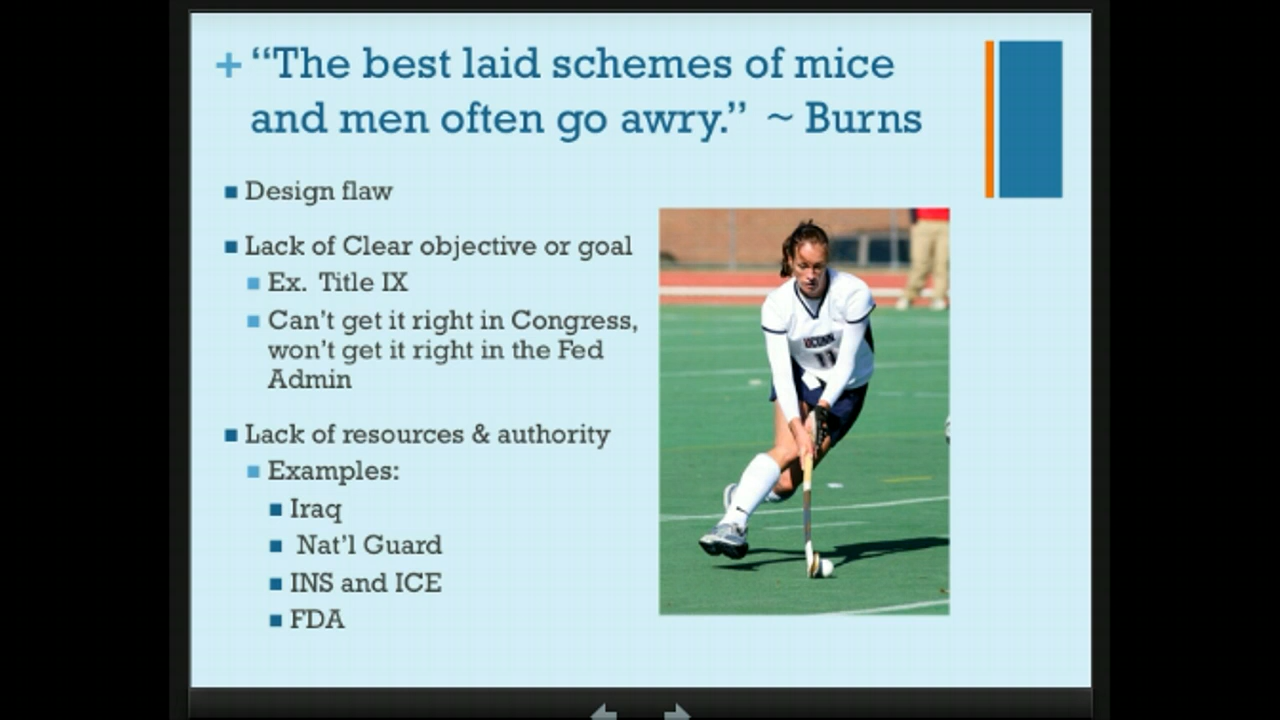 + “The best laid schemes of mice
and men often go awry.” ~ Burns
Design flaw
Lack of Clear objective or goal
Ex. Title IX
Can’t get it right in Congress,
won’t get it right in the Fed
Admin
Lack of resources & authority
Examples:
Iraq
Nat’l Guard
INS and ICE
FDA
UCONN
11